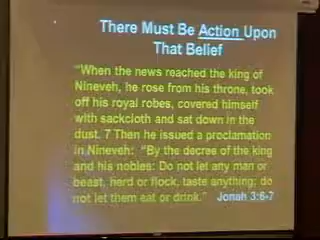 There Must Be Action Upon
That Belief
"When the news reached the king of
Nineveh, he rose from his throne, took
off his royal robes, covered himself
with sackcloth and sat down in the
dust. 7 Then he issued a proclamation
in Nineveh: "By the decree of the king
and his nobles: Do not let any man or
beast, herd or flock, taste anything; do
not let them eat or drink." Jonah 3:6-7